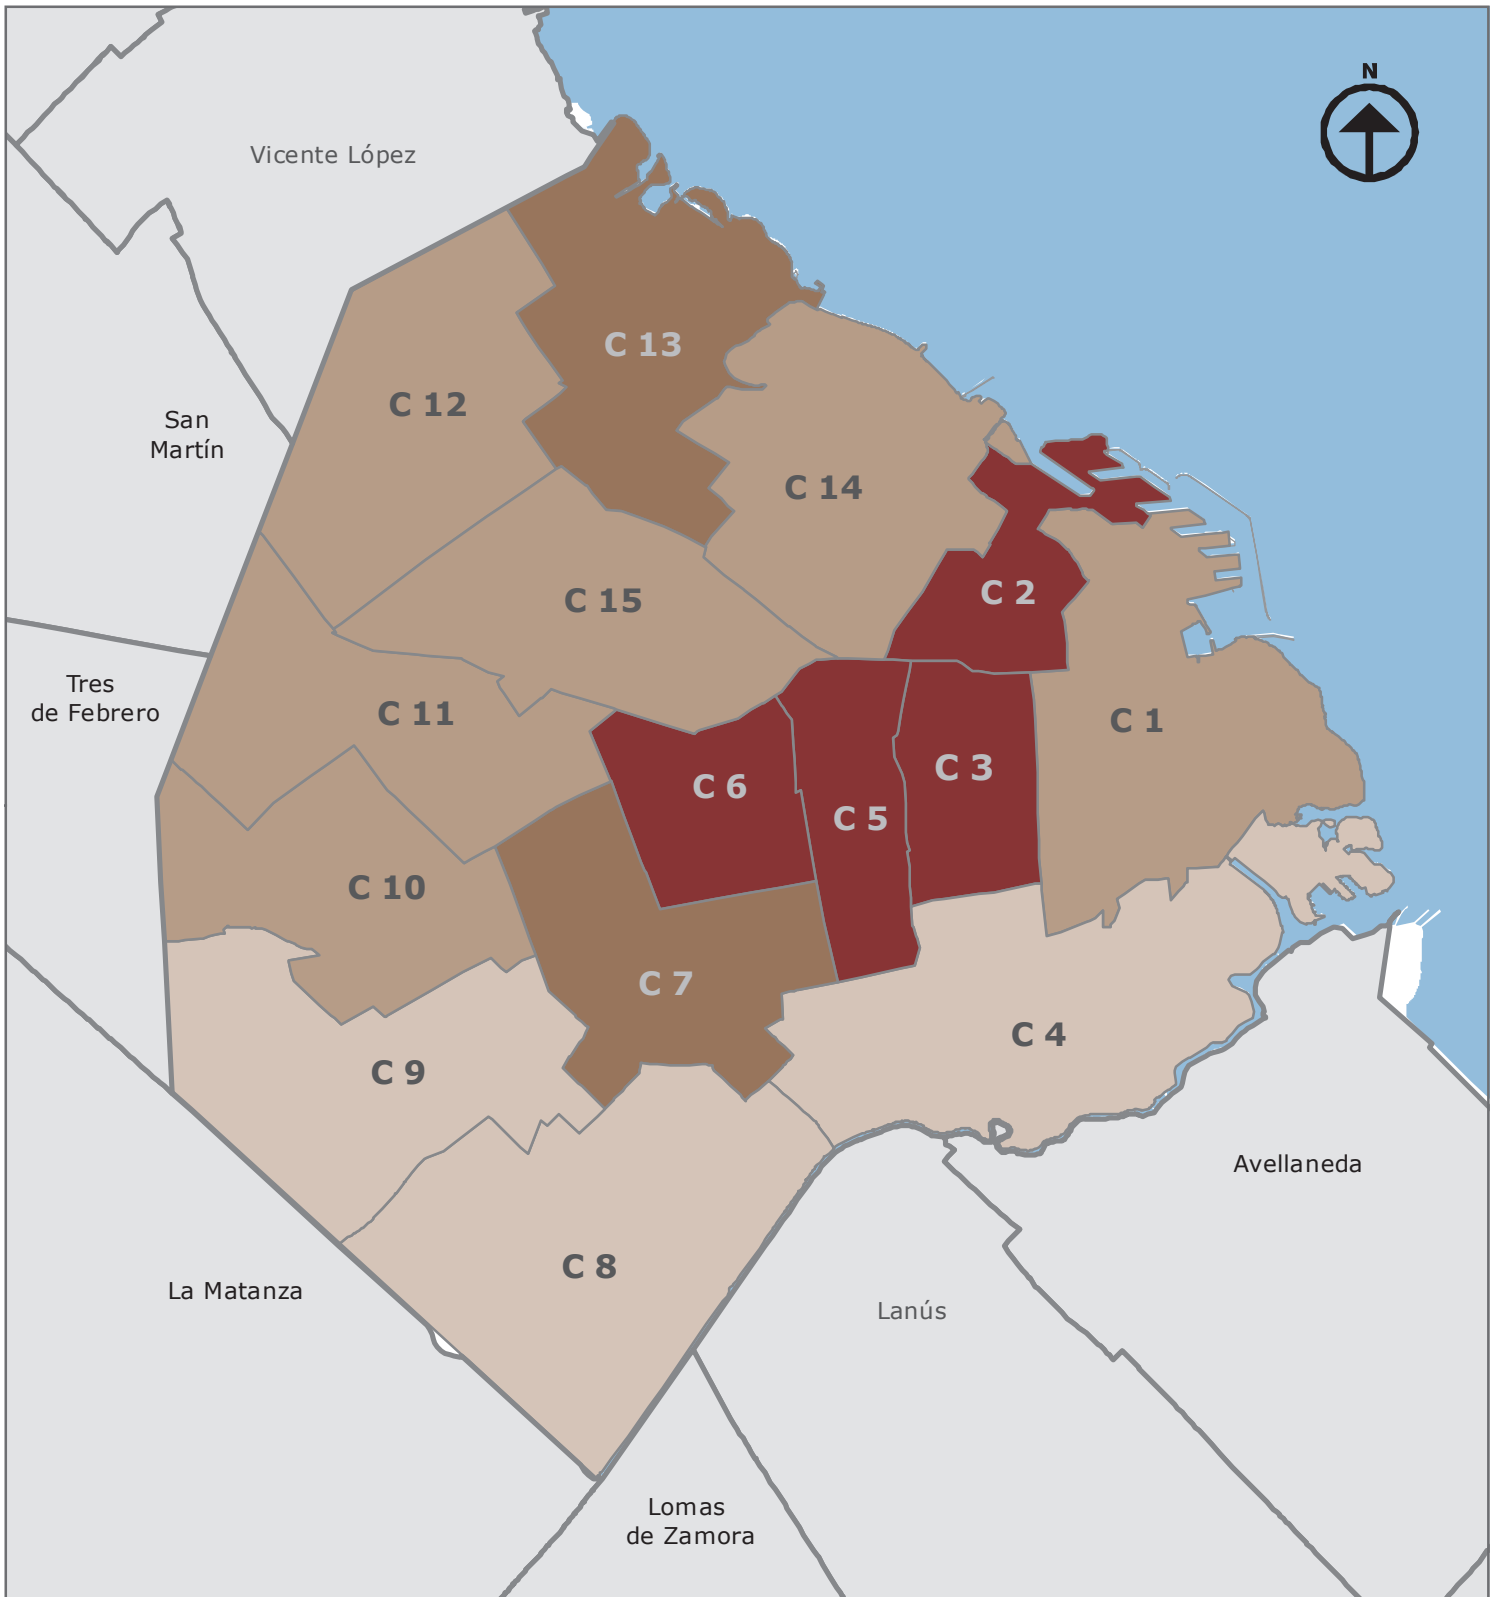 N
Vicente López
C 13
C 12
San
Martín
C 14
C 2
C 15
Tres
de Febrero
C 11
C 1
C 3
C 6
C 5
C 10
C 7
C 4
C 9
Avellaneda
C 8
La Matanza
Lanús
Lomas
de Zamora